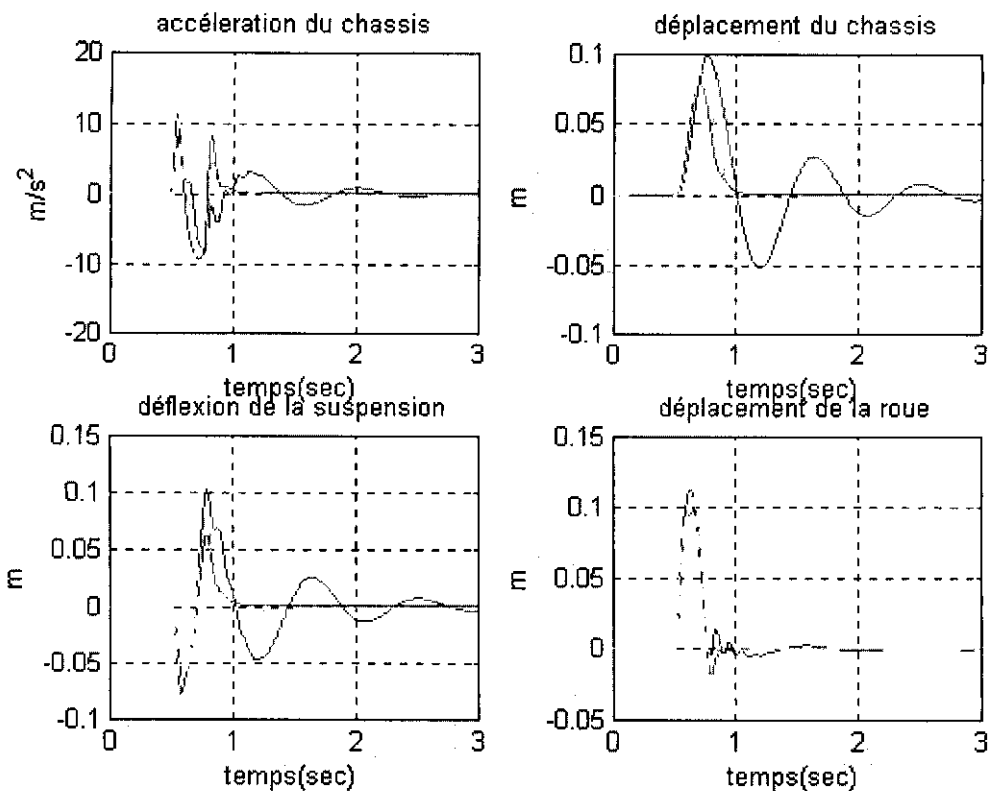 accéleration du chassis
20
10
0
-10
-20
m/s2
0 1 2 3
temps(sec)
déplacement du chassis
0.1
0.05
0
-0.05
-0.1
m
0 1 2 3
temps(sec)
déflexion de la suspension
0.15
0.1
0.05
0
-0.05
-0.1
m
0 1 2 3
temps(sec)
déplacement de la roue
0.15
0.1
0.05
0
-0.05
m
0 1 2 3
temps(sec)